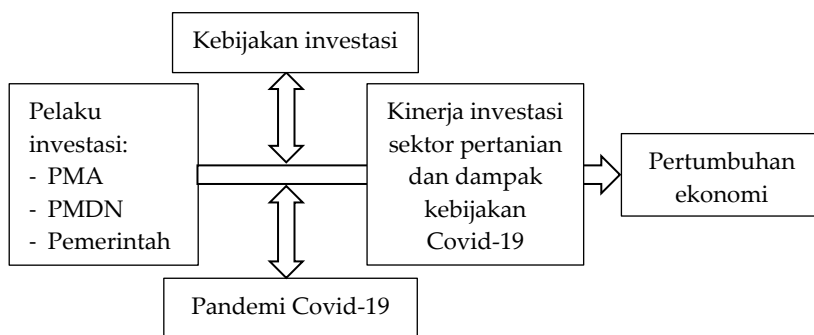 Kebijakan investasi
Pelaku
investasi:
- PMA
- PMDN
- Pemerintah
Kinerja investasi
sektor pertanian
dan dampak
kebijakan
Covid-19
Pertumbuhan
ekonomi
Pandemi Covid-19